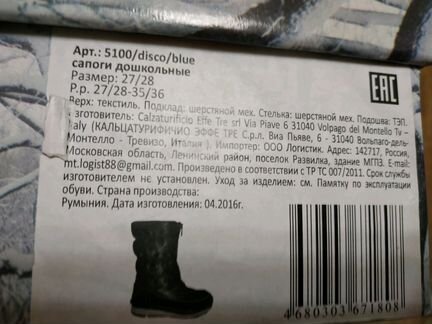 Арт.: 5100/disco/blue
сапоги дошкольные
Размер: 27/28
Р.р. 27/28-35/36
Верх: текстиль. Подклад: шерстяной мех. Стелька: шерстяной мех. Подошва: ТЭП.
зготовитель: Calzaturificio Effe Tre srl Via Piave 6 31040 Volpago del Montello Tv –
aly (КАЛЬЦАТУРИФИЧИО ЭФФЕ ТРЕ С.р.л. Виа Пьяве, 6 - 31040 Вольпаго-дель-
Монтелло - Тревизо, Италия ). Импортер: ООО Логистик. Адрес: 142717, Россия,
Московская область, Ленинский район, поселок Развилка, здание МГПЗ. E-mail:
mt.logist88@gmail.com. Произведено в соответствии с ТР ТС 007/2011. Срок службы
изготовителем не установлен. Уход за изделием: см. Памятку по эксплуатации
обуви. Страна производства:
Румыния. Дата изготовления: 04.2016г.
EAC
4680303671808